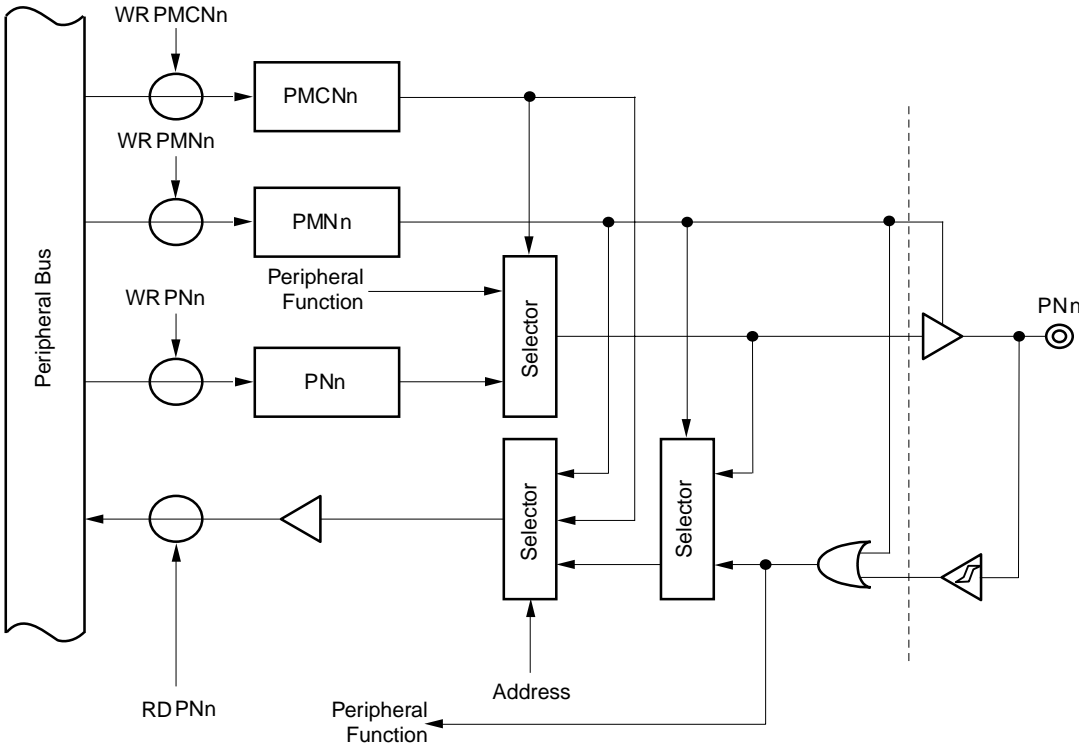 WR PMCNn
PMCNn
WR PMNn
PMNn
Peripheral
Function
WR PNn
PNn
Selector
PNn
Peripheral Bus
Selector
Selector
RD PNn
Address
Peripheral
Function